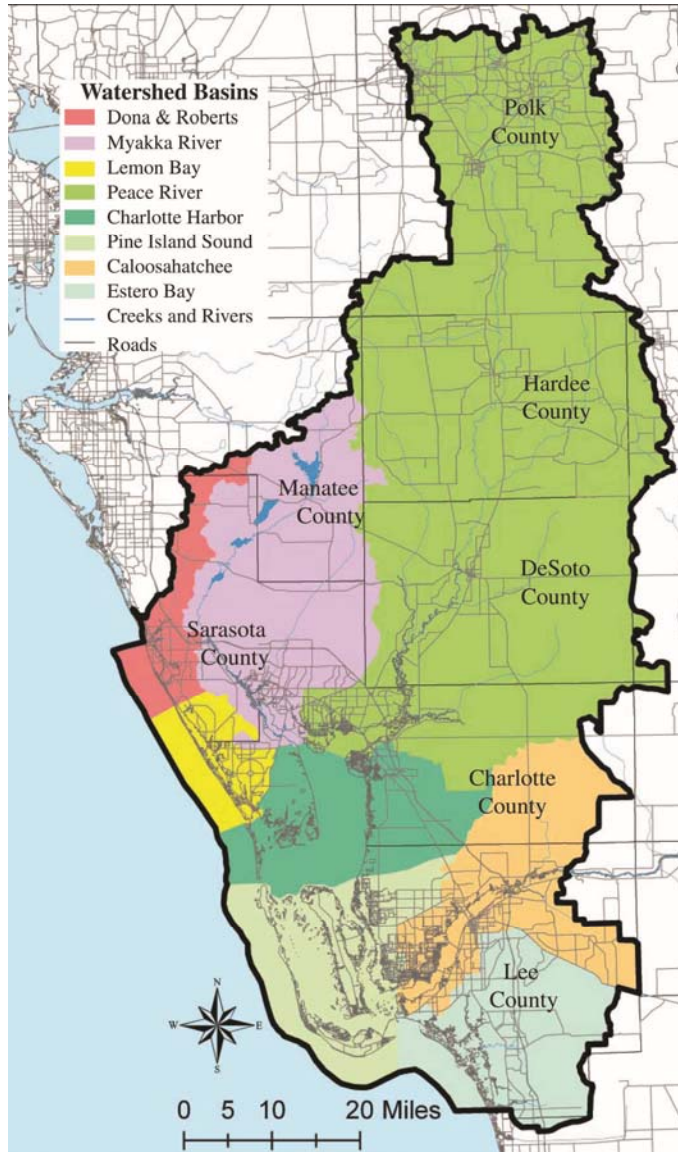 Watershed Basins
Dona & Roberts
Myakka River
Lemon Bay
Peace River
Charlotte Harbor
Pine Island Sound
Caloosahatchee
Estero Bay
Creeks and Rivers
Roads
Polk
County
Hardee
County
Manatee
County
DeSoto
County
Sarasota
County
Charlotte
County
Lee
County
N
W
E
S
0 5 10 20 Miles